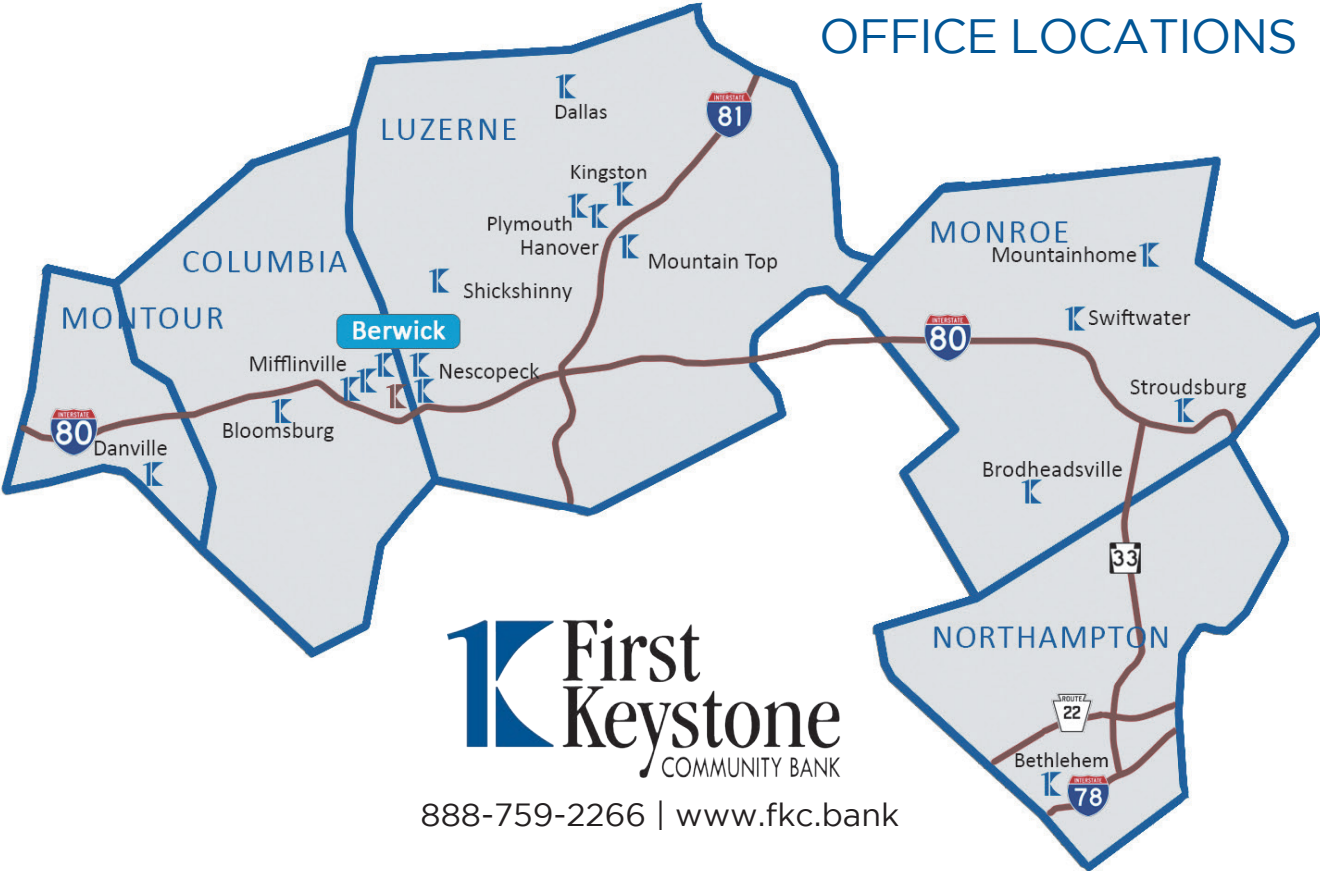 OFFICE LOCATIONS
Dallas
INTERSTATE
81
LUZERNE
Kingston
Plymouth
Hanover
Mountain Top
MONROE
Mountainhome
COLUMBIA
Shickshinny
MONTOUR
Berwick
INTERSTATE
80
Swiftwater
Mifflinville
Nescopeck
Stroudsburg
INTERSTATE
80
Bloomsburg
Danville
Brodheadsville
33
NORTHAMPTON
1K First
Keystone
COMMUNITY BANK
ROUTE
22
Bethlehem
INTERSTATE
78
888-759-2266 | www.fkc.bank